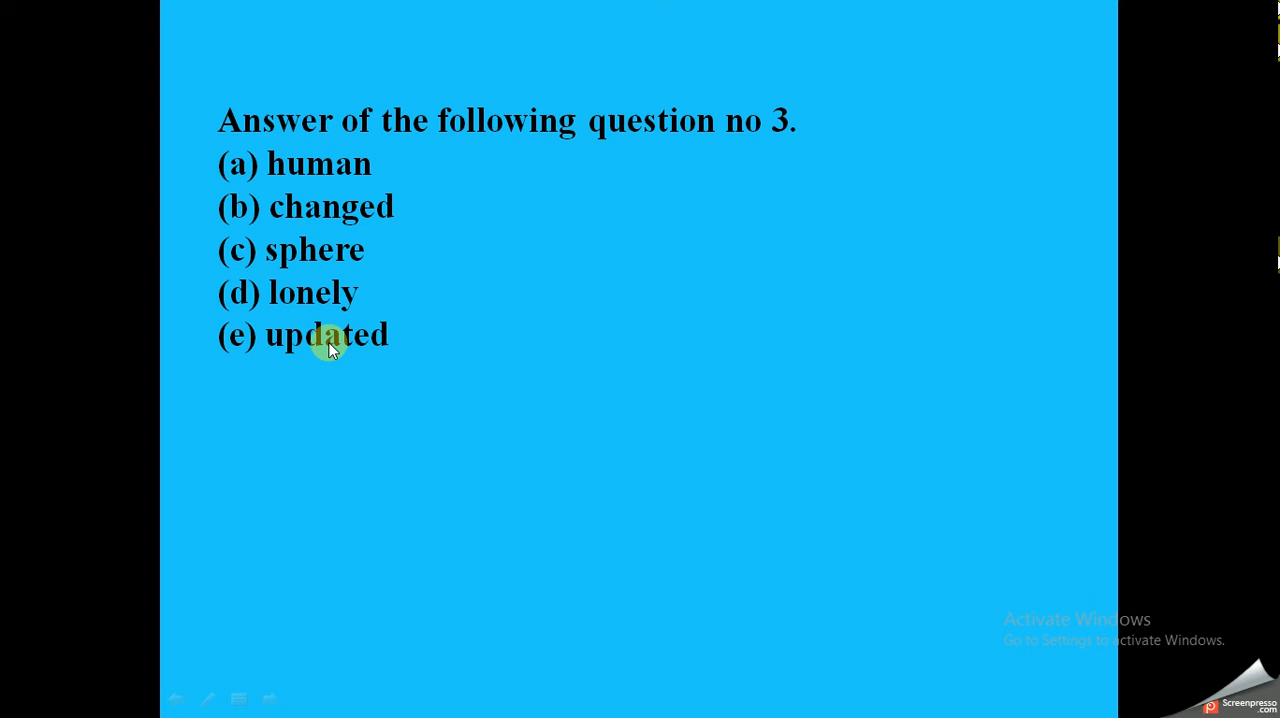 Answer of the following question no 3.
(a) human
(b) changed
(c) sphere
(d) lonely
(e) updated
Activate Windows
Go to Settings to activate Windows.
Screenpresso
.com